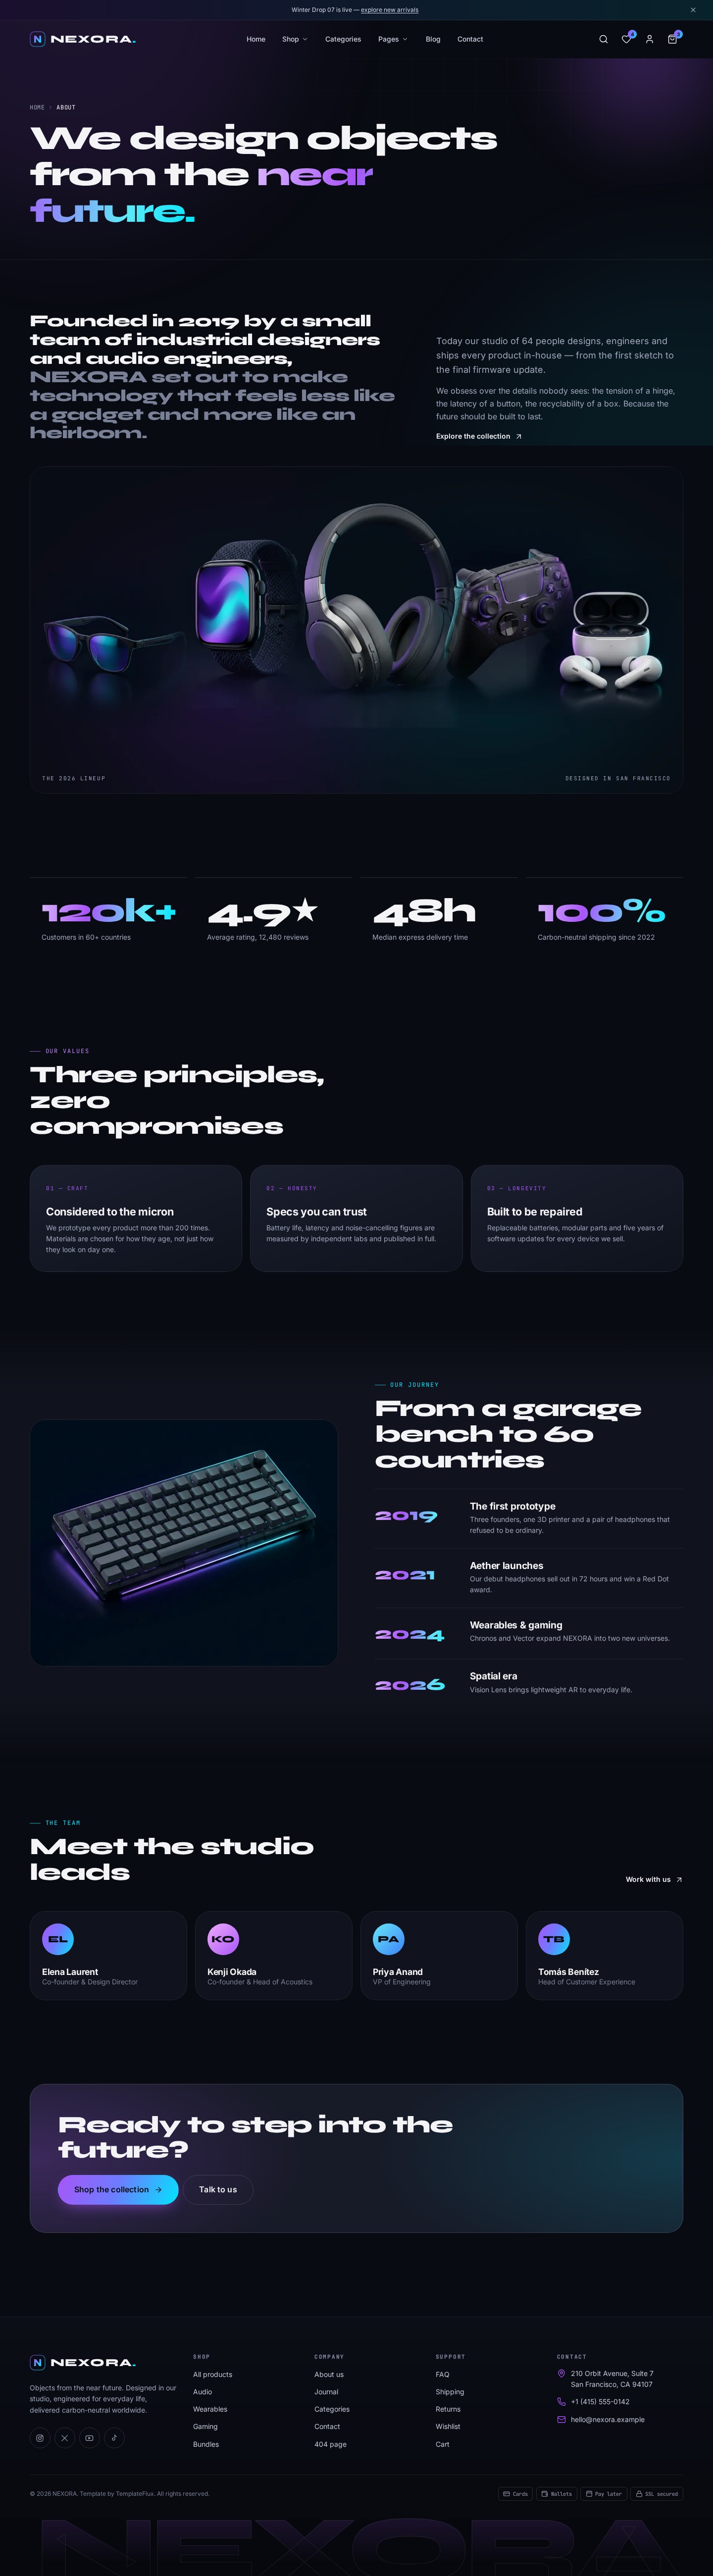 Winter Drop 07 is live — explore new arrivals
N NEXORA.
Home Shop Categories Pages Blog Contact
HOME › ABOUT
We design objects
from the near
future.
Founded in 2019 by a small
team of industrial designers
and audio engineers,
NEXORA set out to make
technology that feels less like
a gadget and more like an
heirloom.
Today our studio of 64 people designs, engineers and
ships every product in-house — from the first sketch to
the final firmware update.
We obsess over the details nobody sees: the tension of a hinge,
the latency of a button, the recyclability of a box. Because the
future should be built to last.
Explore the collection
THE 2026 LINEUP
DESIGNED IN SAN FRANCISCO
120k+
Customers in 60+ countries
4.9★
Average rating, 12,480 reviews
48h
Median express delivery time
100%
Carbon-neutral shipping since 2022
OUR VALUES
Three principles,
zero
compromises
01 — CRAFT
Considered to the micron
We prototype every product more than 200 times.
Materials are chosen for how they age, not just how
they look on day one.
02 — HONESTY
Specs you can trust
Battery life, latency and noise-cancelling figures are
measured by independent labs and published in full.
03 — LONGEVITY
Built to be repaired
Replaceable batteries, modular parts and five years of
software updates for every device we sell.
OUR JOURNEY
From a garage
bench to 60
countries
2019
The first prototype
Three founders, one 3D printer and a pair of headphones that
refused to be ordinary.
2021
Aether launches
Our debut headphones sell out in 72 hours and win a Red Dot
award.
2024
Wearables & gaming
Chronos and Vector expand NEXORA into two new universes.
2026
Spatial era
Vision Lens brings lightweight AR to everyday life.
THE TEAM
Meet the studio
leads
Work with us
EL
Elena Laurent
Co-founder & Design Director
KO
Kenji Okada
Co-founder & Head of Acoustics
PA
Priya Anand
VP of Engineering
TB
Tomás Benítez
Head of Customer Experience
Ready to step into the
future?
Shop the collection
Talk to us
N NEXORA.
Objects from the near future. Designed in our
studio, engineered for everyday life,
delivered carbon-neutral worldwide.
SHOP
All products
Audio
Wearables
Gaming
Bundles
COMPANY
About us
Journal
Categories
Contact
404 page
SUPPORT
FAQ
Shipping
Returns
Wishlist
Cart
CONTACT
210 Orbit Avenue, Suite 7
San Francisco, CA 94107
+1 (415) 555-0142
hello@nexora.example
© 2026 NEXORA. Template by TemplateFlux. All rights reserved.
Cards
Wallets
Pay later
SSL secured
NEXORA